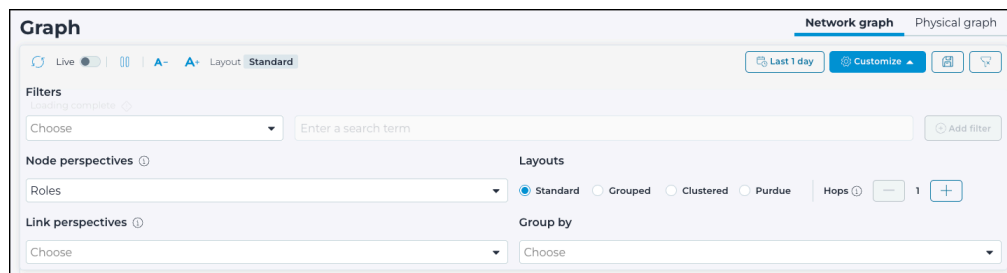 Graph
Network graph Physical graph
Live A- A+ Layout Standard Last 1 day Customize
Filters
Loading complete
Choose Enter a search term Add filter
Node perspectives Layouts
Roles Standard Grouped Clustered Purdue Hops 1
Link perspectives Group by
Choose Choose